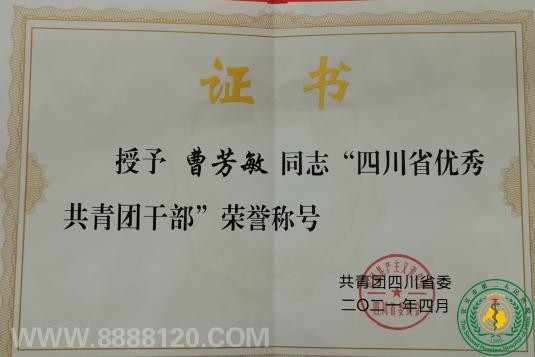 证 书
授予 曹芳敏 同志“四川省优秀
共青团干部”荣誉称号
共青团四川省委
二〇二一年四月
WWW.8888120.COM